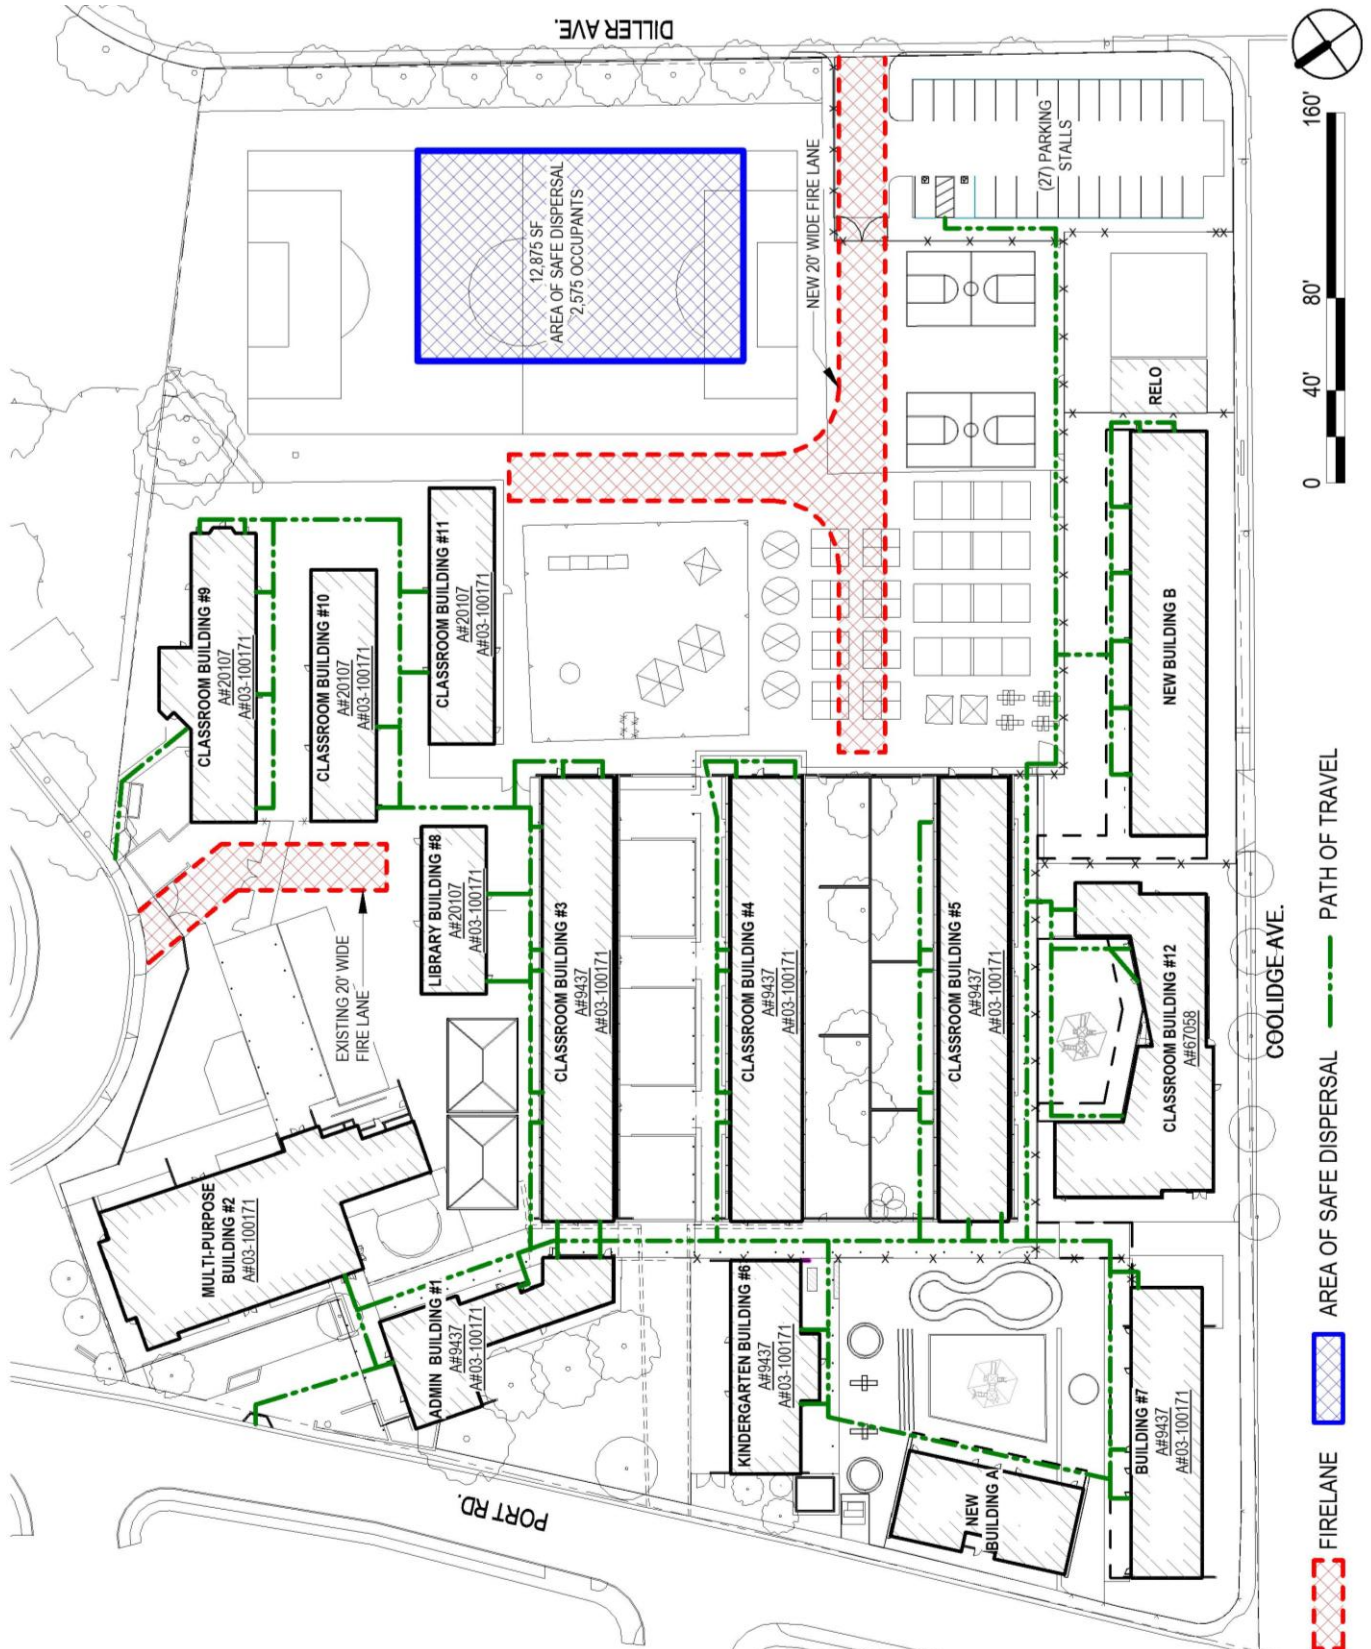 DILLER AVE.
160'
80'
40'
0
(27) PARKING
STALLS
12,875 SF
AREA OF SAFE DISPERSAL
2,575 OCCUPANTS
NEW 20' WIDE FIRE LANE
RELO
CLASSROOM BUILDING #9
A#20107
A#03-100171
CLASSROOM BUILDING #10
A#20107
A#03-100171
CLASSROOM BUILDING #11
A#20107
A#03-100171
NEW BUILDING B
EXISTING 20' WIDE
FIRE LANE
LIBRARY BUILDING #8
A#20107
A#03-100171
CLASSROOM BUILDING #3
A#9437
A#03-100171
CLASSROOM BUILDING #4
A#9437
A#03-100171
CLASSROOM BUILDING #5
A#9437
A#03-100171
CLASSROOM BUILDING #12
A#67058
COOLIDGE AVE.
MULTI-PURPOSE
BUILDING #2
A#03-100171
ADMIN BUILDING #1
A#9437
A#03-100171
KINDERGARTEN BUILDING #6
A#9437
A#03-100171
NEW
BUILDING A
BUILDING #7
A#9437
A#03-100171
PORT RD.
FIRELANE
AREA OF SAFE DISPERSAL
PATH OF TRAVEL